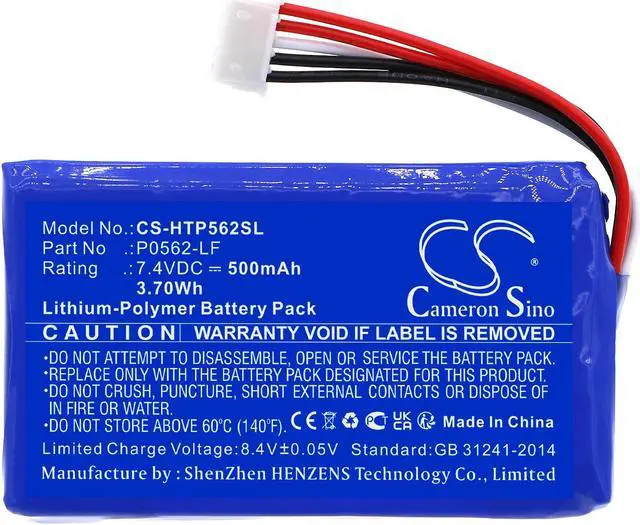 Model No.:CS-HTP562SL
Part No :P0562-LF
Rating :7.4VDC ⎓ 500mAh
3.70Wh
Lithium-Polymer Battery Pack
CS
Cameron Sino
CAUTION WARRANTY VOID IF LABEL IS REMOVED
•DO NOT ATTEMPT TO DISASSEMBLE, OPEN OR SERVICE THE BATTERY PACK.
•REPLACE ONLY WITH THE BATTERY PACK DESIGNATED FOR THIS PRODUCT.
•DO NOT CRUSH, PUNCTURE, SHORT EXTERNAL CONTACTS OR DISPOSE OF
IN FIRE OR WATER.
•DO NOT STORE ABOVE 60℃ (140℉). CE UK CA Made In China
Limited Charge Voltage:8.4V±0.05V Standard:GB 31241-2014
Manufacture by : ShenZhen HENZENS Technology Co., Limited